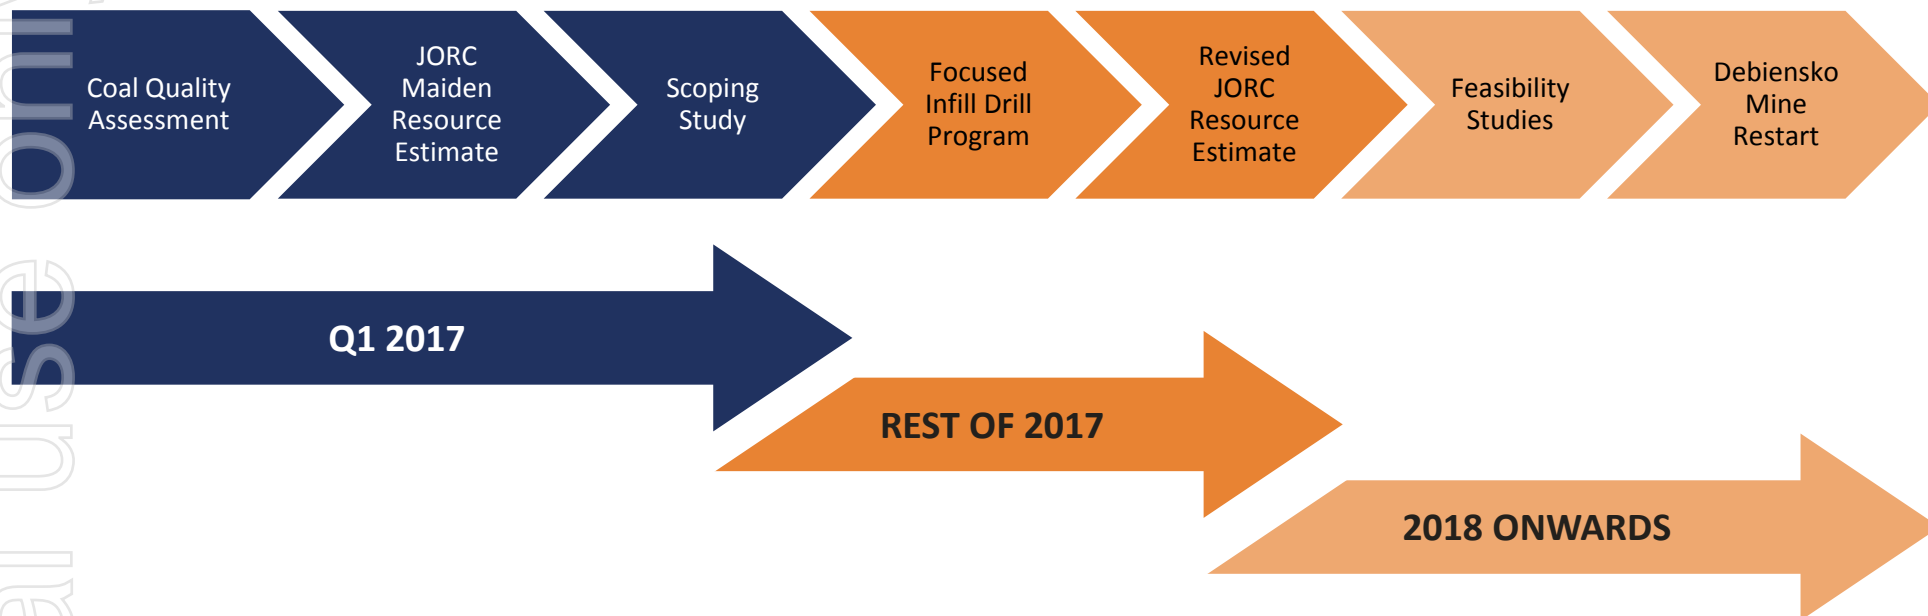 Coal Quality
Assessment
JORC
Maiden
Resource
Estimate
Scoping
Study
Focused
Infill Drill
Program
Revised
JORC
Resource
Estimate
Feasibility
Studies
Debiensko
Mine
Restart
Q1 2017
REST OF 2017
2018 ONWARDS
use